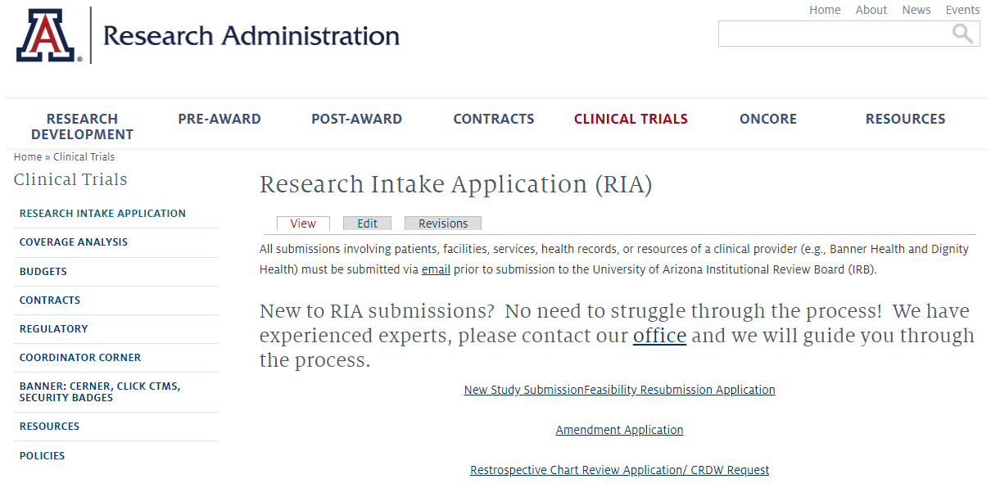 Home About News Events
A®
Research Administration
RESEARCH DEVELOPMENT
PRE-AWARD
POST-AWARD
CONTRACTS
CLINICAL TRIALS
ONCORE
RESOURCES
Home » Clinical Trials
Clinical Trials
RESEARCH INTAKE APPLICATION
COVERAGE ANALYSIS
BUDGETS
CONTRACTS
REGULATORY
COORDINATOR CORNER
BANNER: CERNER, CLICK CTMS,
SECURITY BADGES
RESOURCES
POLICIES
Research Intake Application (RIA)
View Edit Revisions
All submissions involving patients, facilities, services, health records, or resources of a clinical provider (e.g., Banner Health and Dignity
Health) must be submitted via email prior to submission to the University of Arizona Institutional Review Board (IRB).
New to RIA submissions?  No need to struggle through the process!  We have
experienced experts, please contact our office and we will guide you through
the process.
New Study SubmissionFeasibility Resubmission Application
Amendment Application
Restrospective Chart Review Application/ CRDW Request